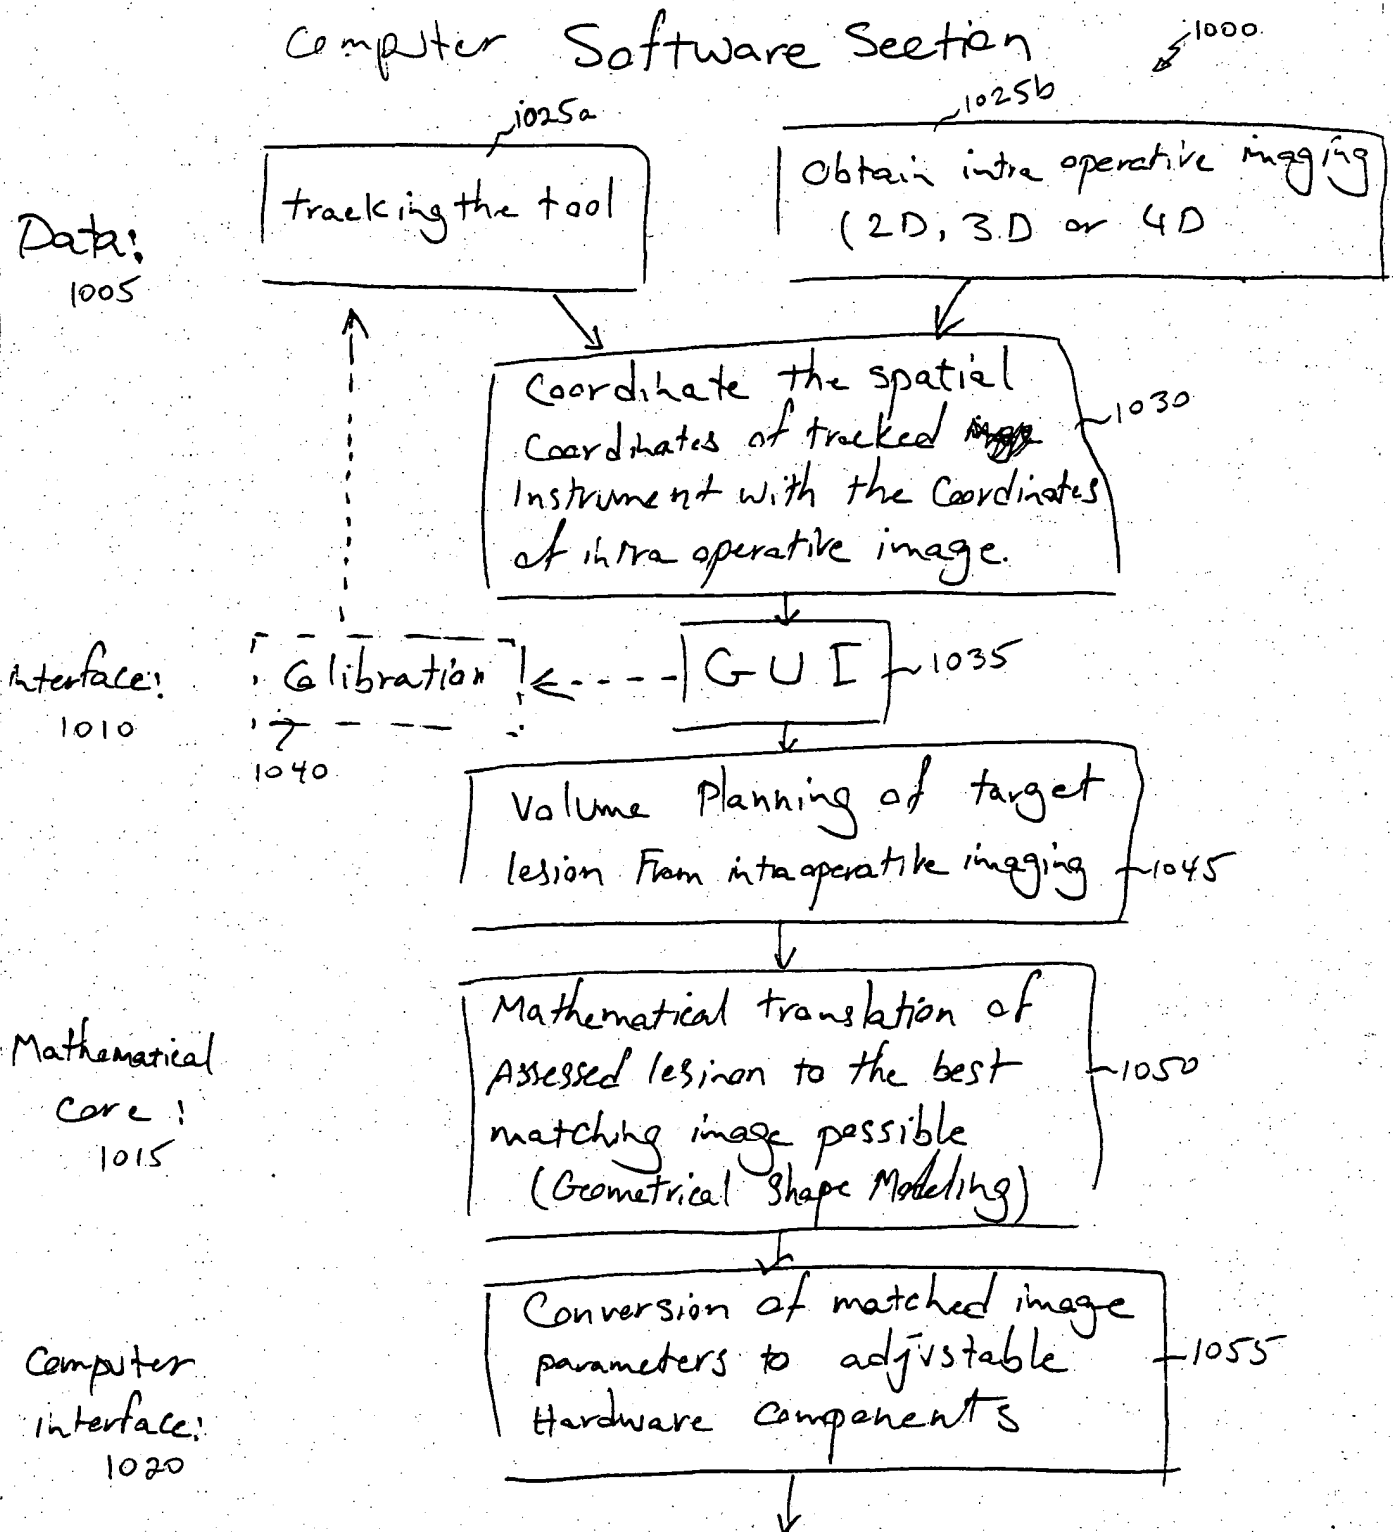 Computer Software Section
1000
1025a
1025b
tracking the tool
Obtain intra operative imaging
(2D, 3D or 4D
Data:
1005
Coordinate the spatial
Coordinates of tracked
Instrument with the Coordinates
of intra operative image.
1030
interface:
1010
Calibration
1040
GUI
1035
Volume Planning of target
lesion From intraoperative imaging
1045
Mathematical
Core:
1015
Mathematical translation of
Assessed lesinon to the best
matching image possible
(Geometrical Shape Modeling)
1050
Computer
interface:
1020
Conversion of matched image
parameters to adjustable
Hardware Components
1055